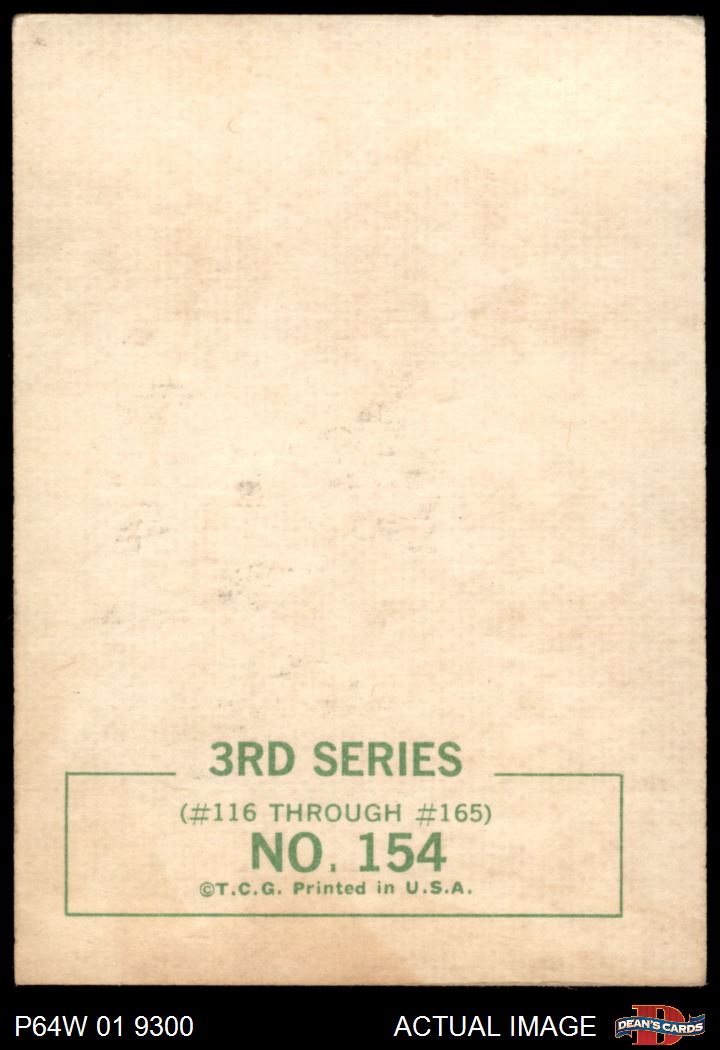 3RD SERIES
(#116 THROUGH #165)
NO. 154
©T.C.G. Printed in U.S.A.
P64W 01 9300
ACTUAL IMAGE
D
DEAN'S CARDS